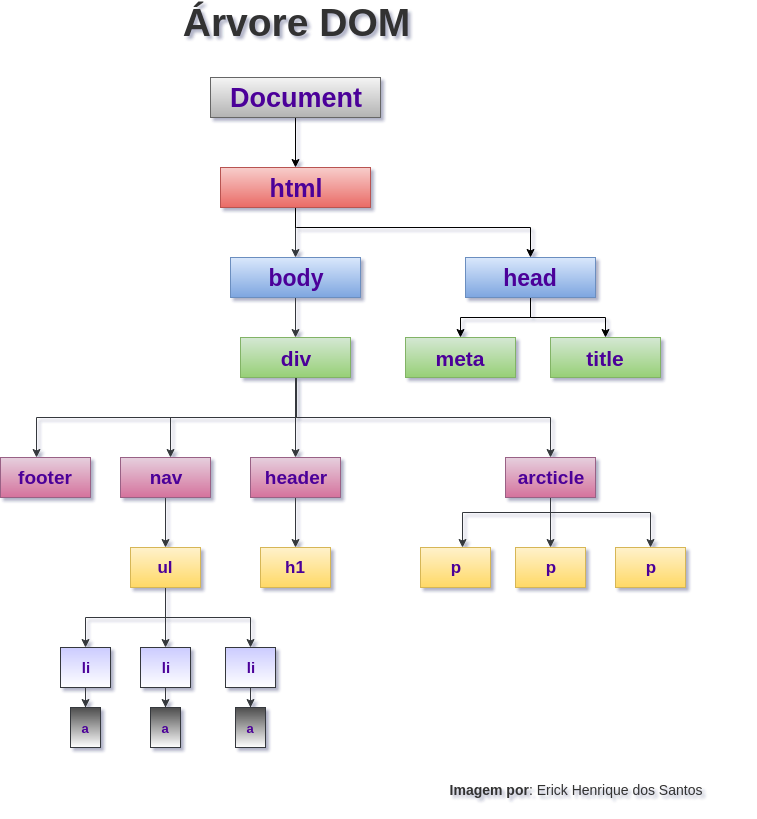 Árvore DOM
Document
html
body head
div meta title
footer nav header arcticle
ul h1 p p p
li li li
a a a
Imagem por: Erick Henrique dos Santos